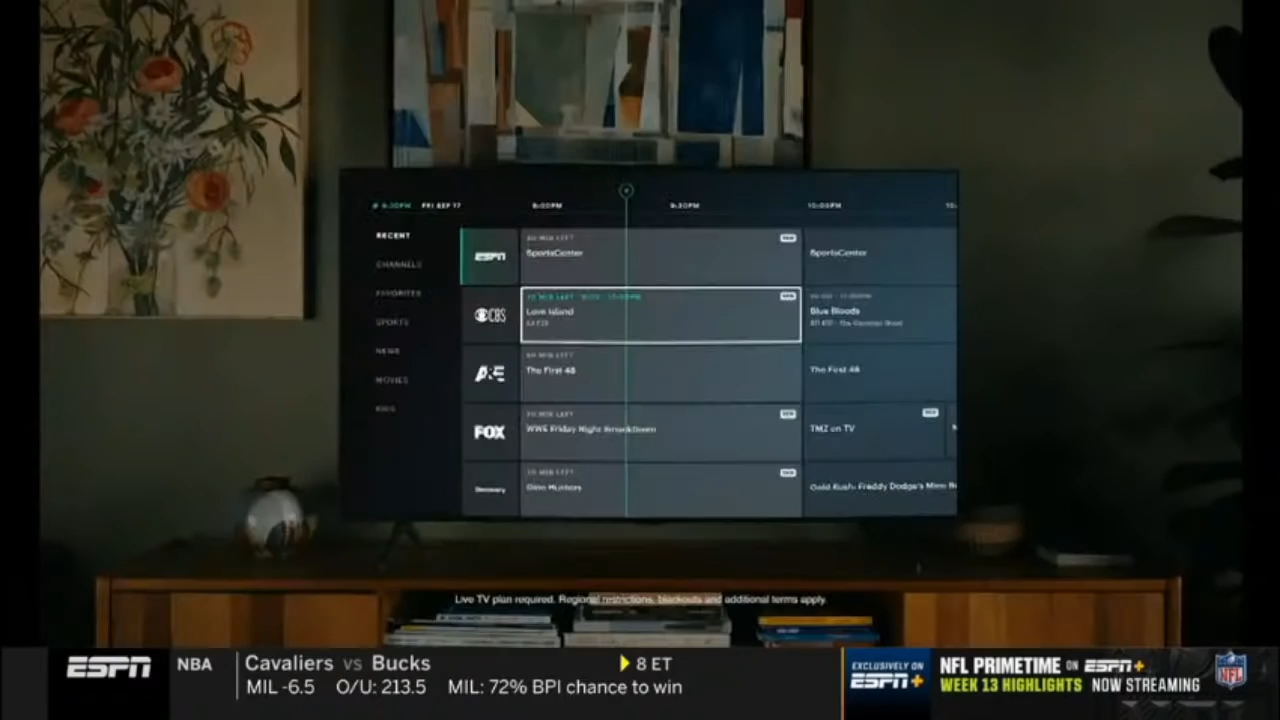 FRI SEP 17
8:00PM
9:30PM
10:00PM
RECENT
CHANNELS
FAVORITES
SPORTS
NEWS
MOVIES
KIDS
ESPN
SportsCenter
SportsCenter
CBS
Love Island
Blue Bloods
A&E
The First 48
The First 48
FOX
WWE Friday Night SmackDown
TMZ on TV
Discovery
Dino Hunters
Gold Rush: Freddy Dodge's Mine
Live TV plan required. Regional restrictions, blackouts and additional terms apply.
ESPN NBA Cavaliers vs Bucks 8 ET
MIL -6.5 O/U: 213.5 MIL: 72% BPI chance to win
EXCLUSIVELY ON
ESPN+
NFL PRIMETIME ON ESPN+
WEEK 13 HIGHLIGHTS NOW STREAMING
NFL